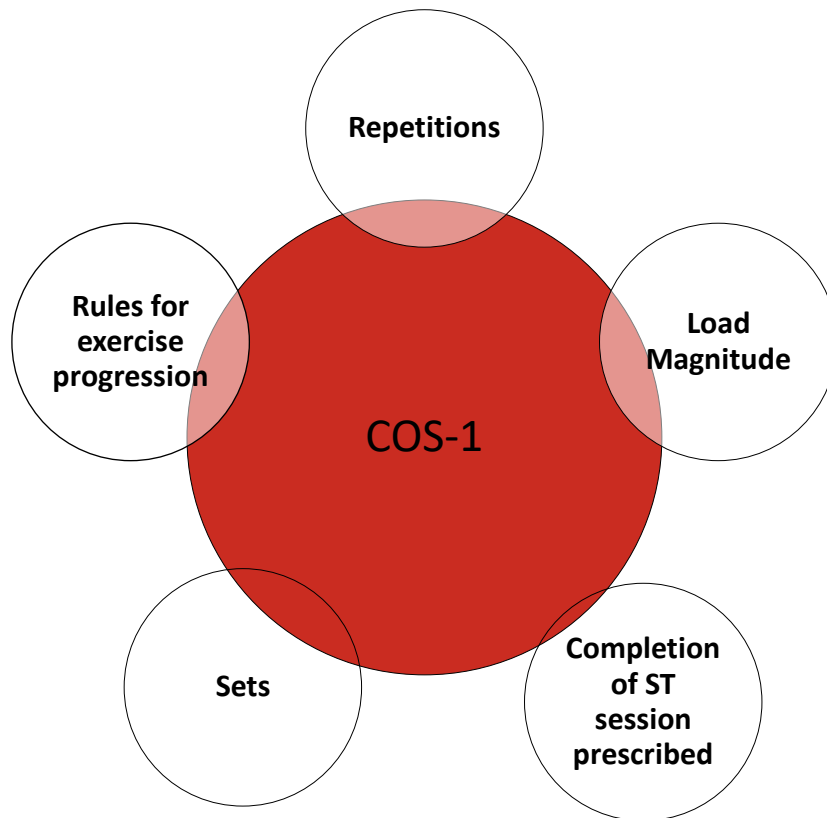 Repetitions
Rules for
exercise
progression
Load
Magnitude
COS-1
Sets
Completion
of ST
session
prescribed